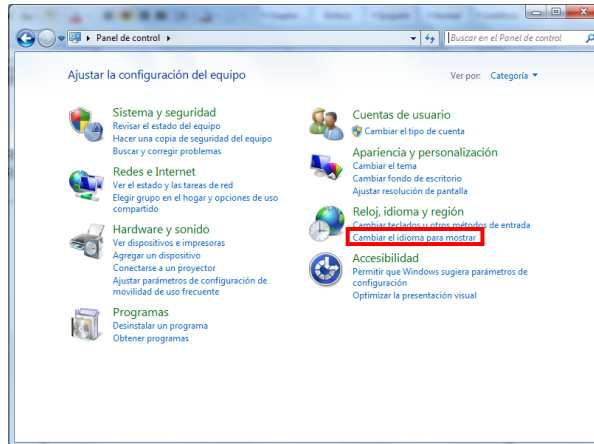 Panel de control
Buscar en el Panel de control
Ajustar la configuración del equipo
Ver por: Categoría
Sistema y seguridad
Revisar el estado del equipo
Hacer una copia de seguridad del equipo
Buscar y corregir problemas
Redes e Internet
Ver el estado y las tareas de red
Elegir grupo en el hogar y opciones de uso
compartido
Hardware y sonido
Ver dispositivos e impresoras
Agregar un dispositivo
Conectarse a un proyector
Ajustar parámetros de configuración de
movilidad de uso frecuente
Programas
Desinstalar un programa
Obtener programas
Cuentas de usuario
Cambiar el tipo de cuenta
Apariencia y personalización
Cambiar el tema
Cambiar fondo de escritorio
Ajustar resolución de pantalla
Reloj, idioma y región
Cambiar teclados u otros métodos de entrada
Cambiar el idioma para mostrar
Accesibilidad
Permitir que Windows sugiera parámetros de
configuración
Optimizar la presentación visual